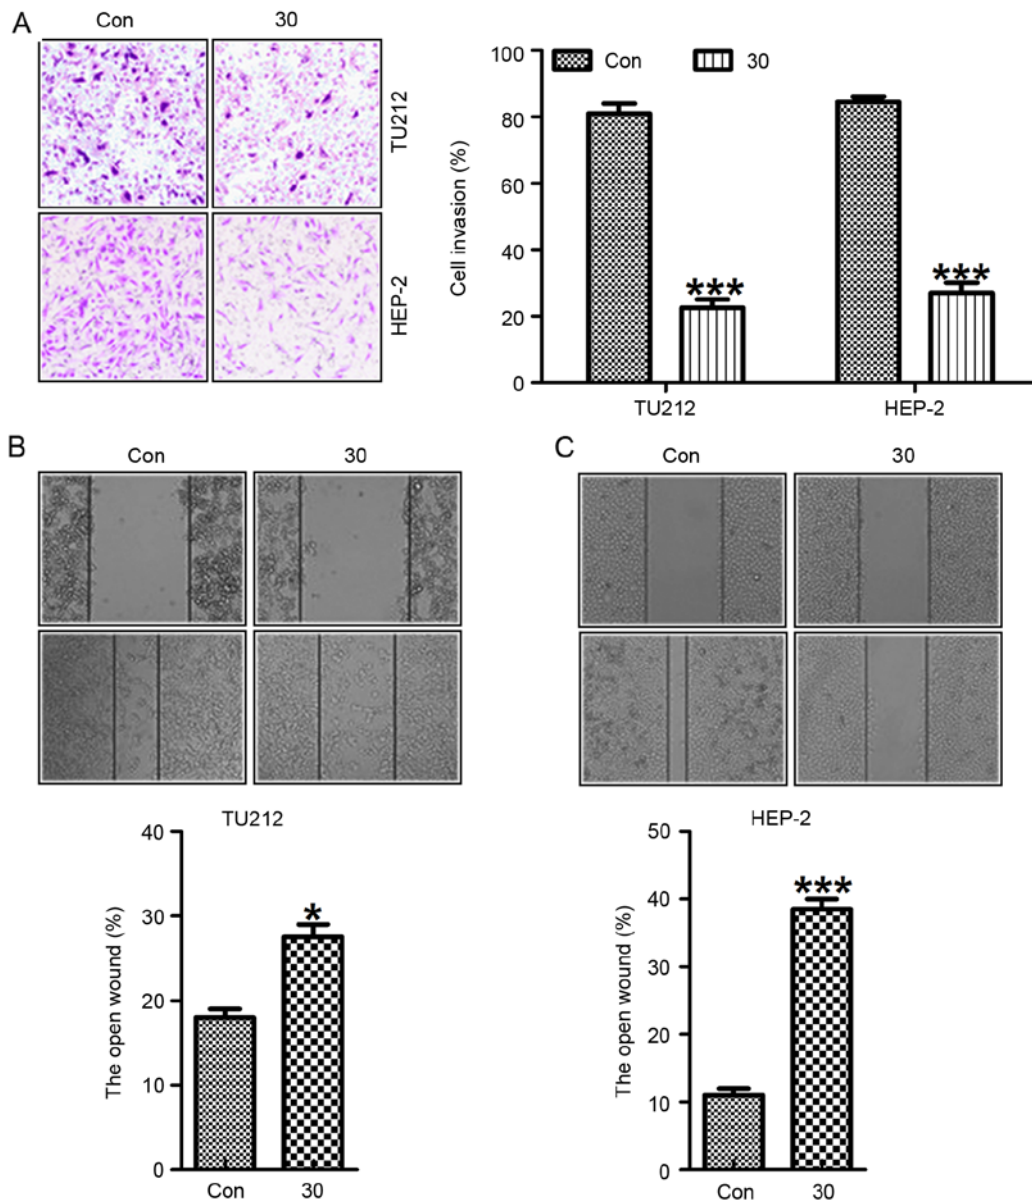 A
Con
30
TU212
HEP-2
Cell invasion (%)
100
80
60
40
20
0
Con
30
***
***
TU212
HEP-2
B
Con
30
TU212
The open wound (%)
40
30
20
10
0
*
Con
30
C
Con
30
HEP-2
The open wound (%)
50
40
30
20
10
0
***
Con
30